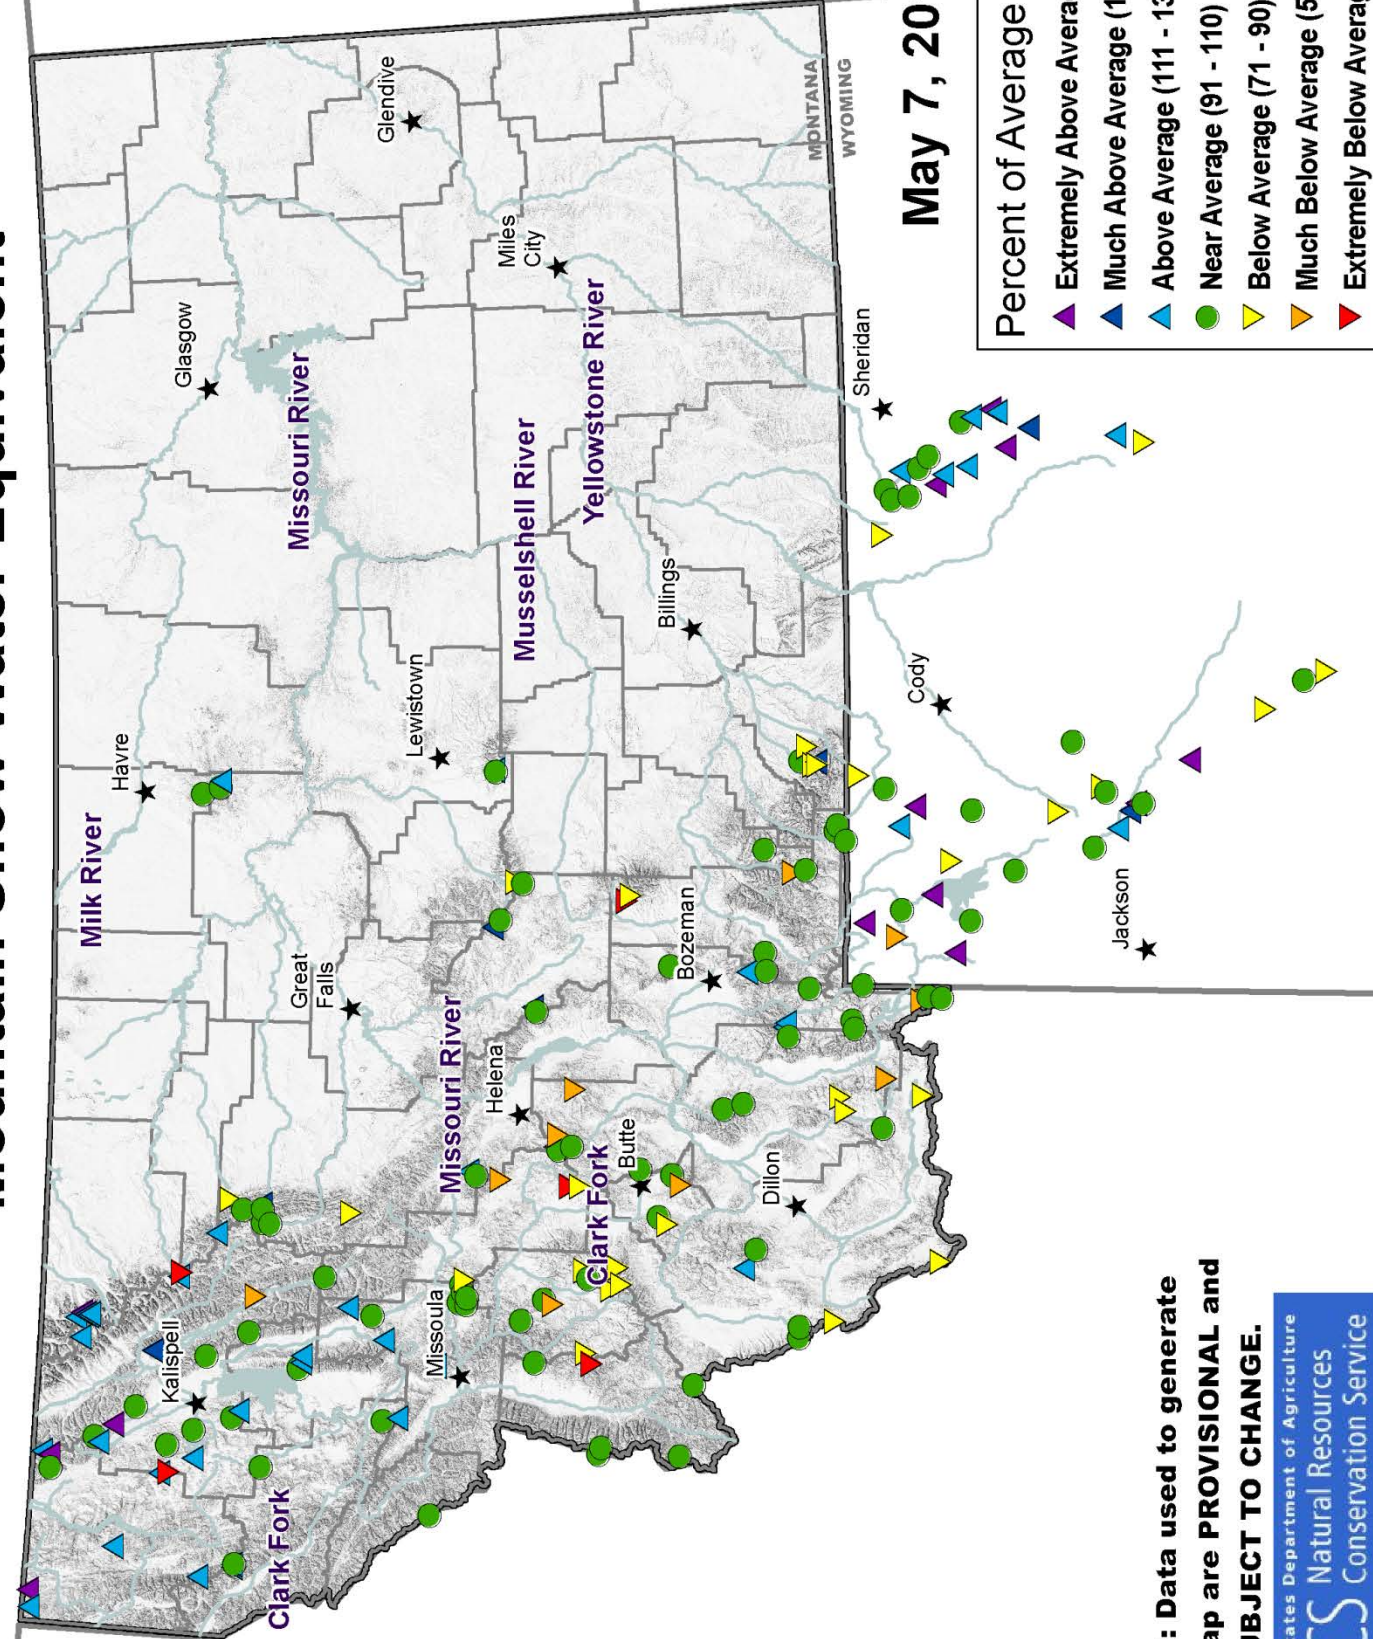 Mountain Snow Water Equivalent
Milk River
Havre
Glasgow
Missouri River
Glendive
Great
Falls
Lewistown
Miles
City
Kalispell
Missouri River
Musselshell River
Yellowstone River
Clark Fork
Missoula
Helena
Clark Fork
Butte
Bozeman
Billings
Dillon
MONTANA
WYOMING
Sheridan
Cody
Jackson
May 7, 20
Percent of Average
Extremely Above Avera
Much Above Average (1
Above Average (111 - 13
Near Average (91 - 110)
Below Average (71 - 90)
Much Below Average (5
Extremely Below Averag
: Data used to generate
ap are PROVISIONAL and
UBJECT TO CHANGE.
ates Department of Agriculture
CS
Natural Resources
Conservation Service